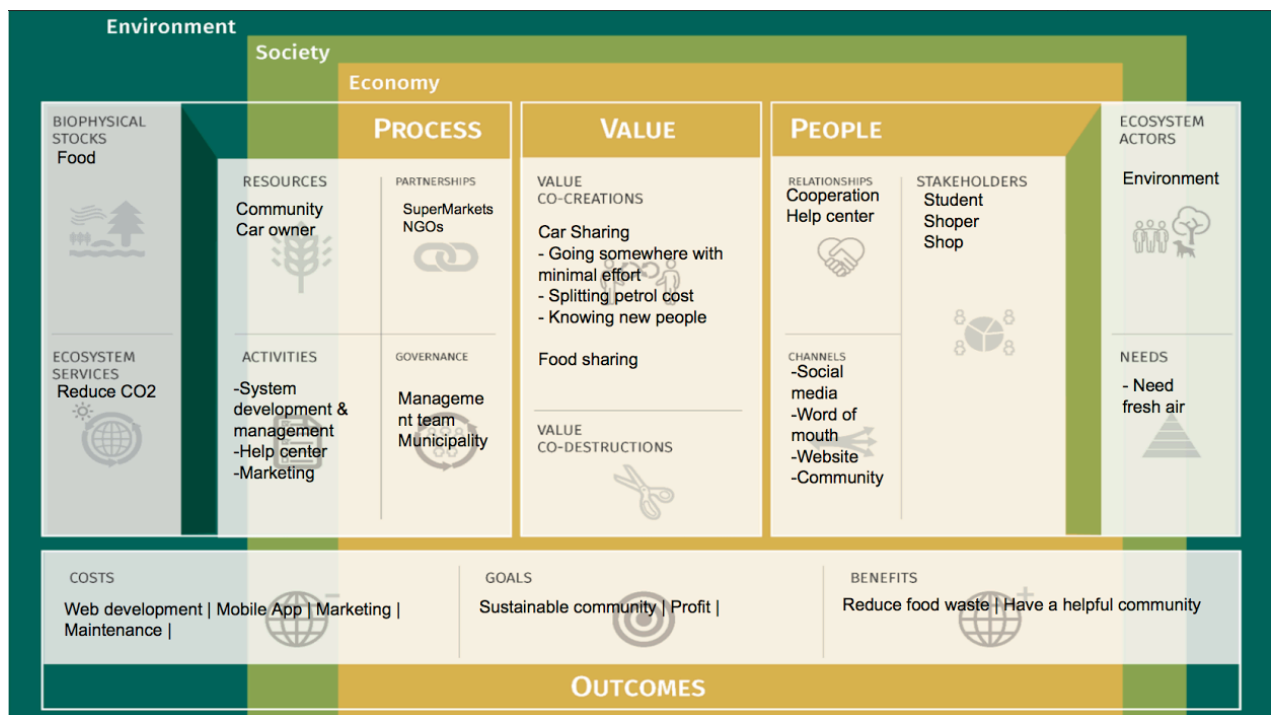 Environment
Society
Economy
BIOPHYSICAL
STOCKS
Food
ECOSYSTEM
SERVICES
Reduce CO2
PROCESS
RESOURCES
Community
Car owner
PARTNERSHIPS
SuperMarkets
NGOs
ACTIVITIES
-System
development &
management
-Help center
-Marketing
GOVERNANCE
Manageme
nt team
Municipality
VALUE
VALUE
CO-CREATIONS
Car Sharing
- Going somewhere with
minimal effort
- Splitting petrol cost
- Knowing new people
Food sharing
VALUE
CO-DESTRUCTIONS
PEOPLE
RELATIONSHIPS
Cooperation
Help center
STAKEHOLDERS
Student
Shoper
Shop
CHANNELS
-Social
media
-Word of
mouth
-Website
-Community
ECOSYSTEM
ACTORS
Environment
NEEDS
- Need
fresh air
COSTS
Web development | Mobile App | Marketing |
Maintenance |
GOALS
Sustainable community | Profit |
BENEFITS
Reduce food waste | Have a helpful community
OUTCOMES